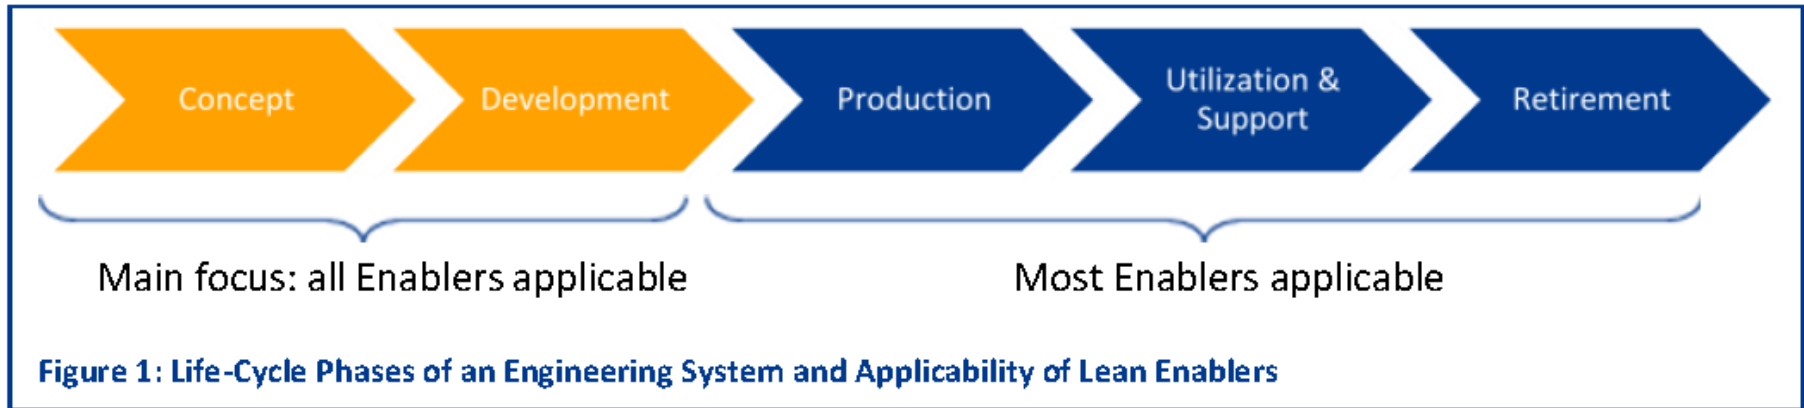 Concept
Development
Production
Utilization &
Support
Retirement
Main focus: all Enablers applicable
Most Enablers applicable
Figure 1: Life-Cycle Phases of an Engineering System and Applicability of Lean Enablers